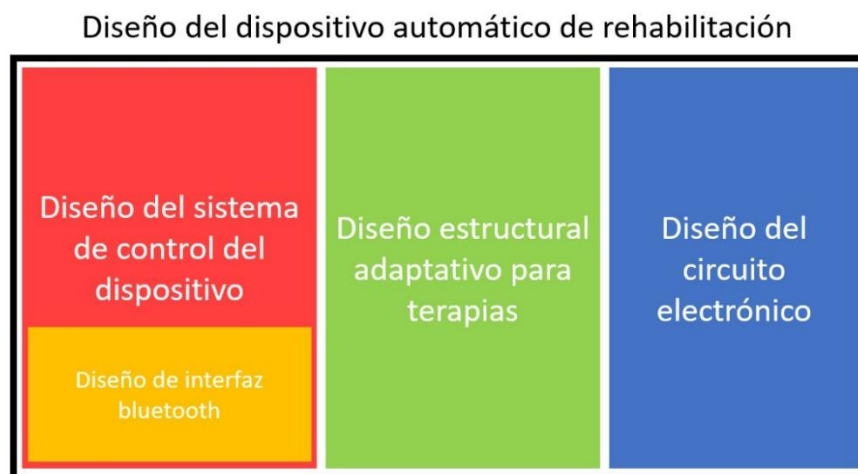 Diseño del dispositivo automático de rehabilitación
Diseño del sistema
de control del
dispositivo
Diseño de interfaz
bluetooth
Diseño estructural
adaptativo para
terapias
Diseño del
circuito
electrónico